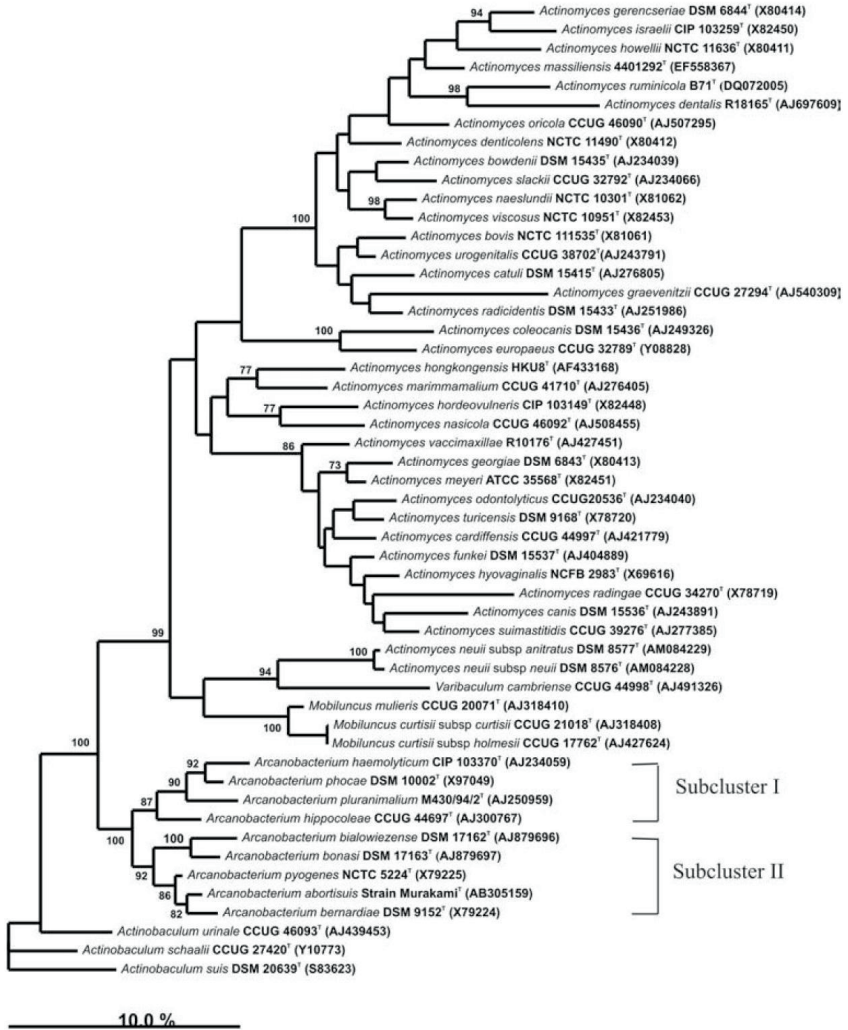 94
Actinomyces gerencseriae DSM 6844ᵀ (X80414)
Actinomyces israelii CIP 103259ᵀ (X82450)
Actinomyces howellii NCTC 11636ᵀ (X80411)
Actinomyces massiliensis 4401292ᵀ (EF558367)
98
Actinomyces ruminicola B71ᵀ (DQ072005)
Actinomyces dentalis R18165ᵀ (AJ697609)
Actinomyces oricola CCUG 46090ᵀ (AJ507295)
Actinomyces denticolens NCTC 11490ᵀ (X80412)
Actinomyces bowdenii DSM 15435ᵀ (AJ234039)
Actinomyces slackii CCUG 32792ᵀ (AJ234066)
98
Actinomyces naeslundii NCTC 10301ᵀ (X81062)
Actinomyces viscosus NCTC 10951ᵀ (X82453)
100
Actinomyces bovis NCTC 111535ᵀ(X81061)
Actinomyces urogenitalis CCUG 38702ᵀ(AJ243791)
Actinomyces catuli DSM 15415ᵀ (AJ276805)
Actinomyces graevenitzii CCUG 27294ᵀ (AJ540309)
Actinomyces radicidentis DSM 15433ᵀ (AJ251986)
100
Actinomyces coleocanis DSM 15436ᵀ (AJ249326)
Actinomyces europaeus CCUG 32789ᵀ (Y08828)
77
Actinomyces hongkongensis HKU8ᵀ (AF433168)
Actinomyces marimmamalium CCUG 41710ᵀ (AJ276405)
77
Actinomyces hordeovulneris CIP 103149ᵀ (X82448)
Actinomyces nasicola CCUG 46092ᵀ (AJ508455)
86
Actinomyces vaccimaxillae R10176ᵀ (AJ427451)
73
Actinomyces georgiae DSM 6843ᵀ (X80413)
Actinomyces meyeri ATCC 35568ᵀ (X82451)
Actinomyces odontolyticus CCUG20536ᵀ (AJ234040)
Actinomyces turicensis DSM 9168ᵀ (X78720)
Actinomyces cardiffensis CCUG 44997ᵀ (AJ421779)
Actinomyces funkei DSM 15537ᵀ (AJ404889)
Actinomyces hyovaginalis NCFB 2983ᵀ (X69616)
Actinomyces radingae CCUG 34270ᵀ (X78719)
Actinomyces canis DSM 15536ᵀ (AJ243891)
Actinomyces suimastitidis CCUG 39276ᵀ (AJ277385)
99
100
Actinomyces neuii subsp anitratus DSM 8577ᵀ (AM084229)
Actinomyces neuii subsp neuii DSM 8576ᵀ (AM084228)
94
Varibaculum cambriense CCUG 44998ᵀ (AJ491326)
Mobiluncus mulieris CCUG 20071ᵀ (AJ318410)
100
Mobiluncus curtisii subsp curtisii CCUG 21018ᵀ (AJ318408)
Mobiluncus curtisii subsp holmesii CCUG 17762ᵀ (AJ427624)
100
92
Arcanobacterium haemolyticum CIP 103370ᵀ (AJ234059)
90
Arcanobacterium phocae DSM 10002ᵀ (X97049)
Subcluster I
87
Arcanobacterium pluranimalium M430/94/2ᵀ (AJ250959)
Arcanobacterium hippocoleae CCUG 44697ᵀ (AJ300767)
100
100
Arcanobacterium bialowiezense DSM 17162ᵀ (AJ879696)
Arcanobacterium bonasi DSM 17163ᵀ (AJ879697)
92
Arcanobacterium pyogenes NCTC 5224ᵀ (X79225)
Subcluster II
86
Arcanobacterium abortisuis Strain Murakamiᵀ (AB305159)
82
Arcanobacterium bernardiae DSM 9152ᵀ (X79224)
Actinobaculum urinale CCUG 46093ᵀ (AJ439453)
Actinobaculum schaalii CCUG 27420ᵀ (Y10773)
Actinobaculum suis DSM 20639ᵀ (S83623)
10.0 %